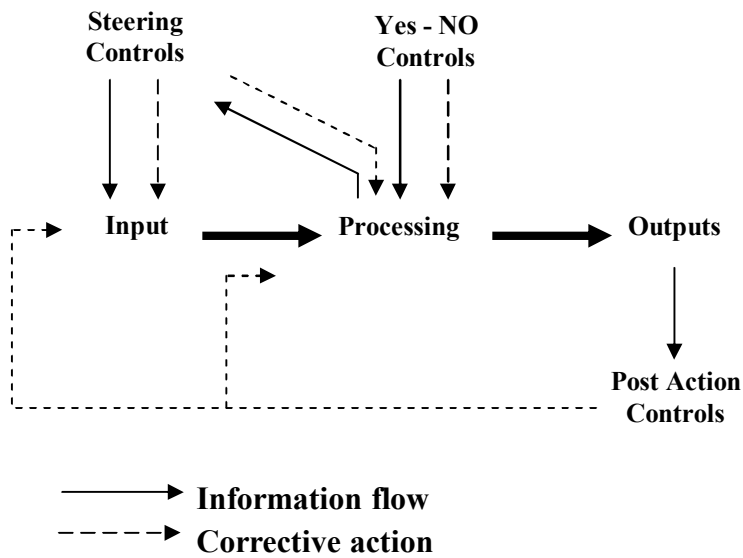 Steering
Controls
Yes - NO
Controls
Input
Processing
Outputs
Post Action
Controls
Information flow
Corrective action